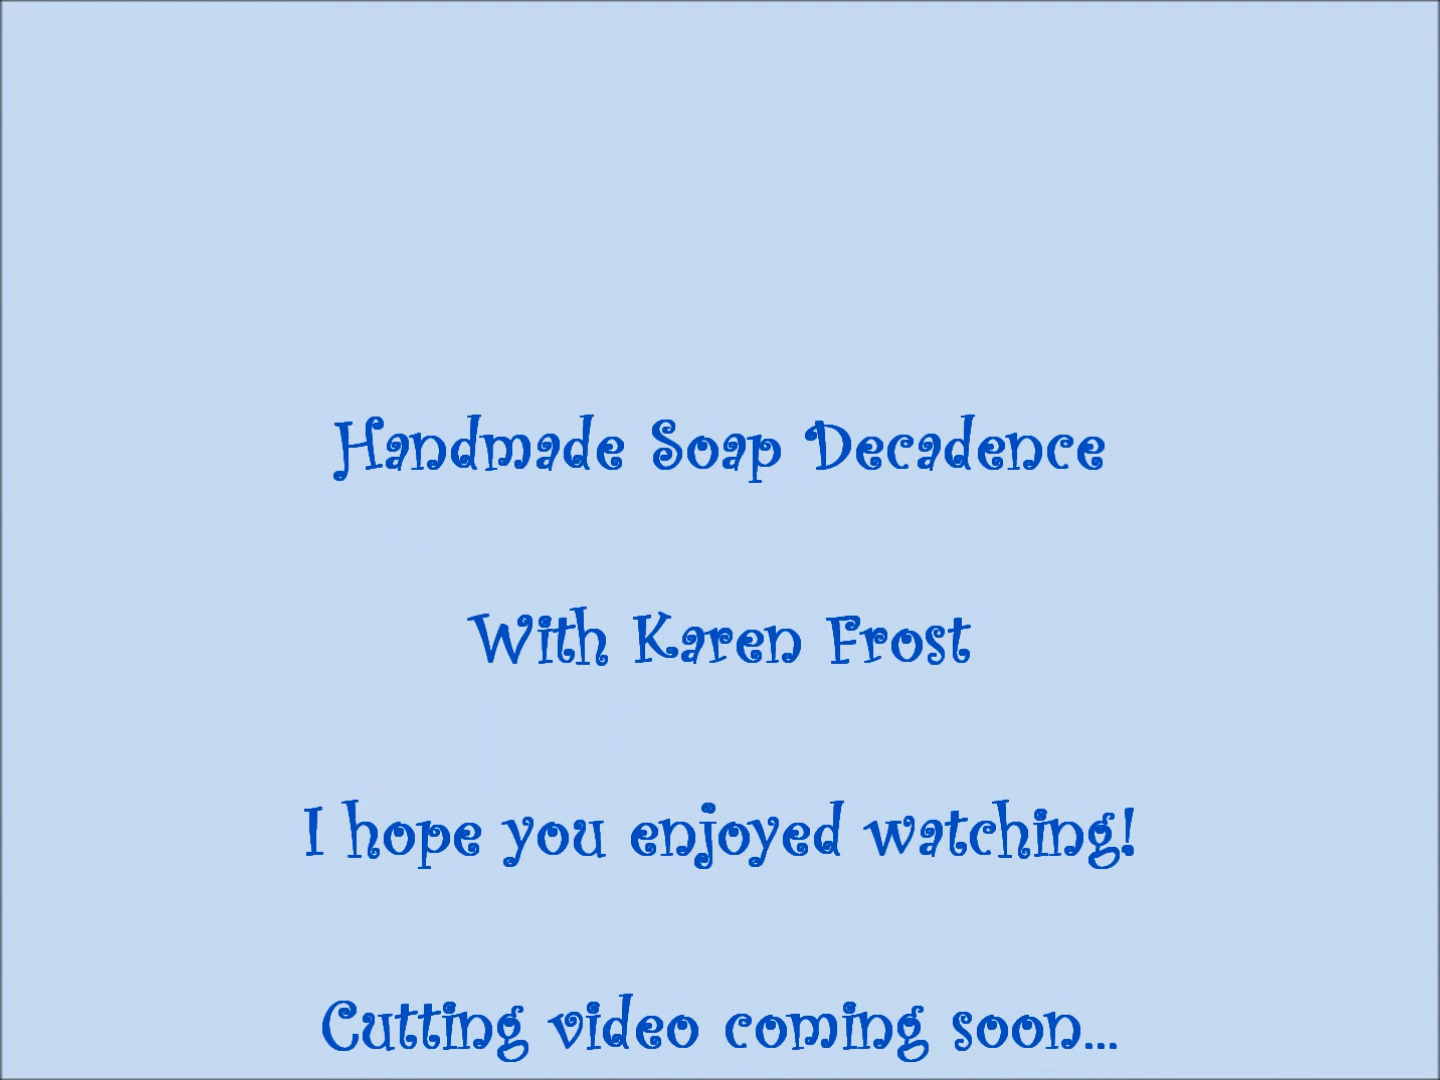 Handmade Soap Decadence
With Karen Frost
I hope you enjoyed watching!
Cutting video coming soon...